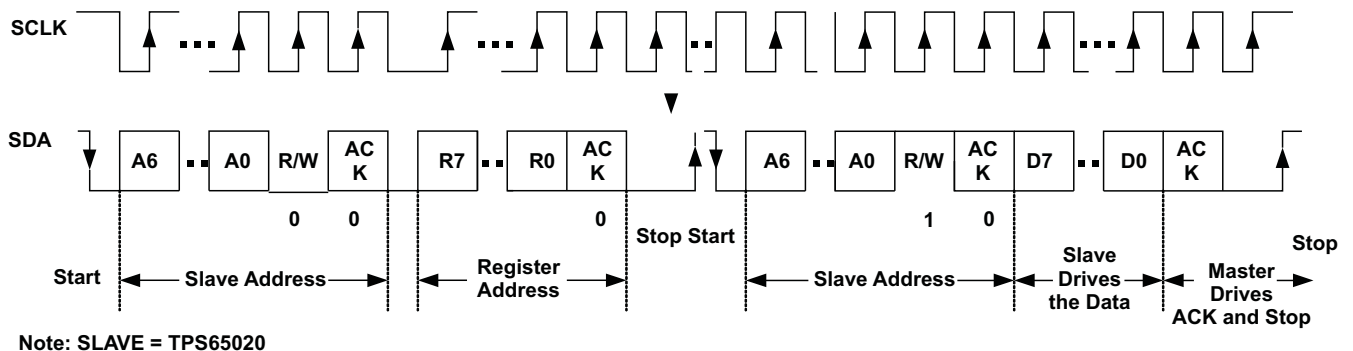 SCLK
SDA
A6 A0 R/W AC K R7 R0 AC K A6 A0 R/W AC K D7 D0 AC K
0 0 0 1 0
Stop Start
Stop
Start
Slave Address
Register
Address
Slave Address
Slave
Drives
the Data
Master
Drives
ACK and Stop
Note: SLAVE = TPS65020